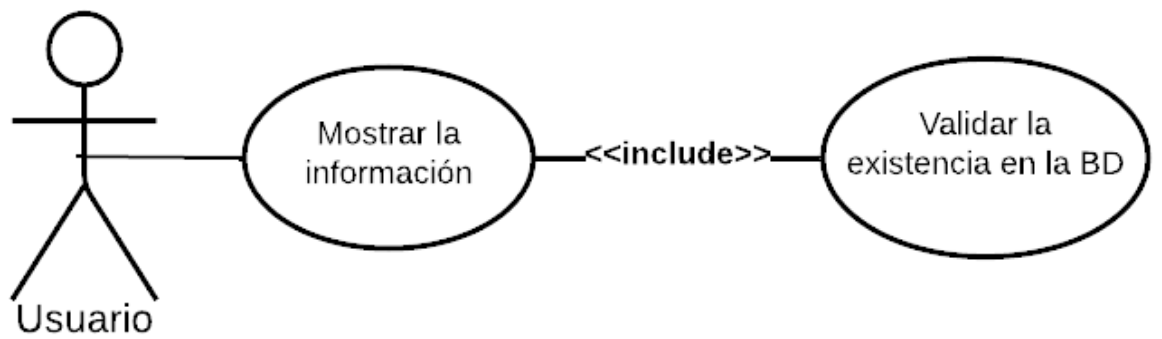 Mostrar la
información
<<include>>
Validar la
existencia en la BD
Usuario